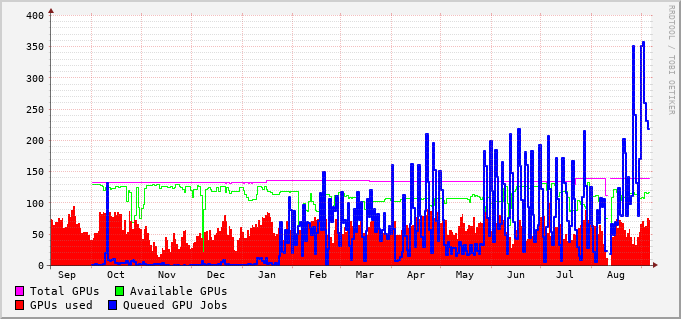 400
350
300
250
200
150
100
50
0
Sep Oct Nov Dec Jan Feb Mar Apr May Jun Jul Aug
Total GPUs Available GPUs
GPUs used Queued GPU Jobs
RRDTOOL / TOBI OETIKER